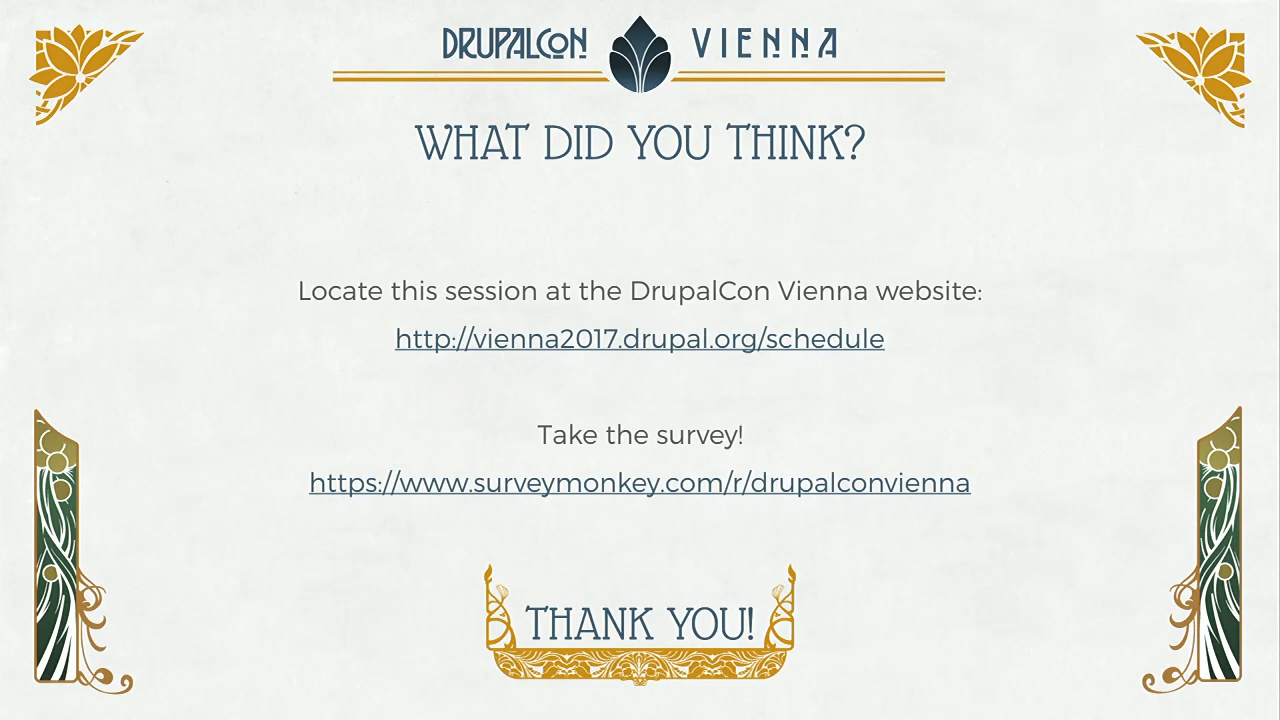 DRUPALCON VIENNA
WHAT DID YOU THINK?
Locate this session at the DrupalCon Vienna website:
http://vienna2017.drupal.org/schedule
Take the survey!
https://www.surveymonkey.com/r/drupalconvienna
THANK YOU!